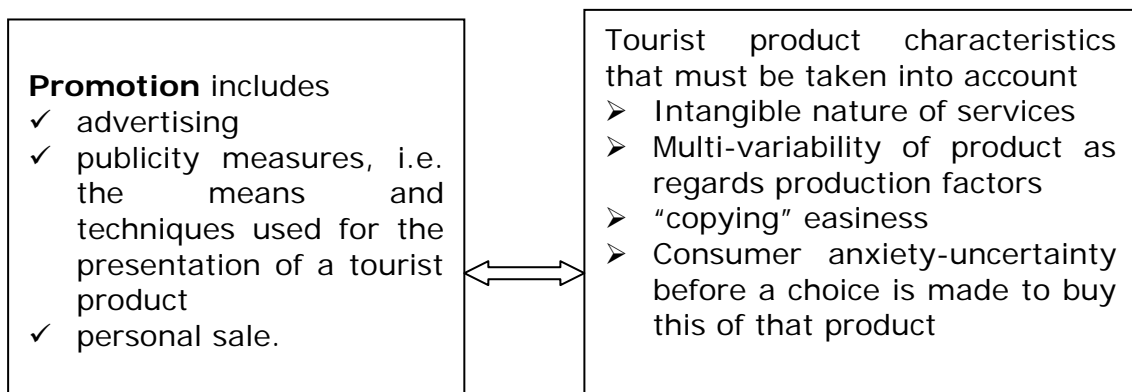 Promotion includes
✓ advertising
✓ publicity measures, i.e.
the means and
techniques used for the
presentation of a tourist
product
✓ personal sale.
Tourist product characteristics
that must be taken into account
➢ Intangible nature of services
➢ Multi-variability of product as
regards production factors
➢ “copying” easiness
➢ Consumer anxiety-uncertainty
before a choice is made to buy
this of that product